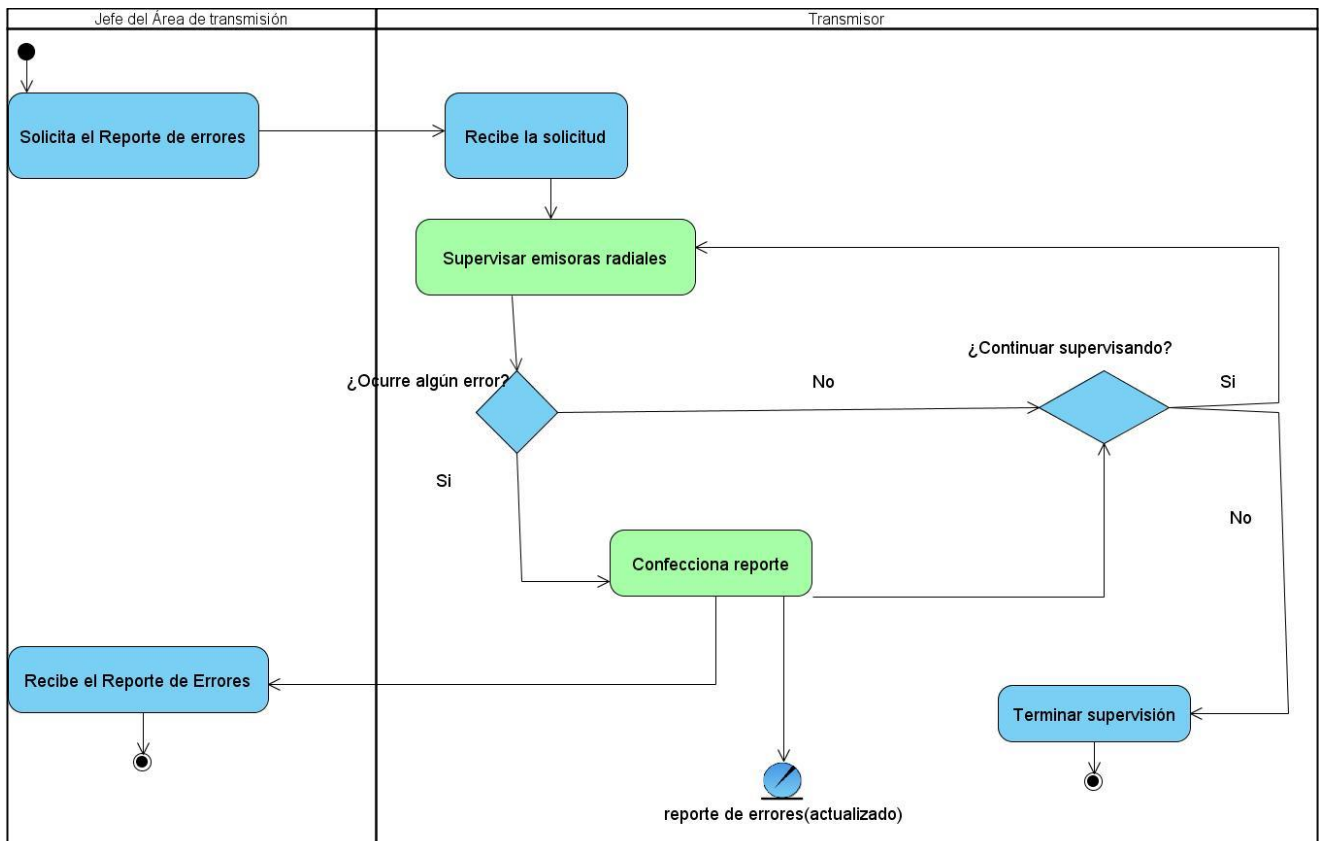 Jefe del Área de transmisión
Transmisor
Solicita el Reporte de errores
Recibe la solicitud
Supervisar emisoras radiales
¿Continuar supervisando?
¿Ocurre algún error?
No
Si
Si
No
Confecciona reporte
Recibe el Reporte de Errores
Terminar supervisión
reporte de errores(actualizado)